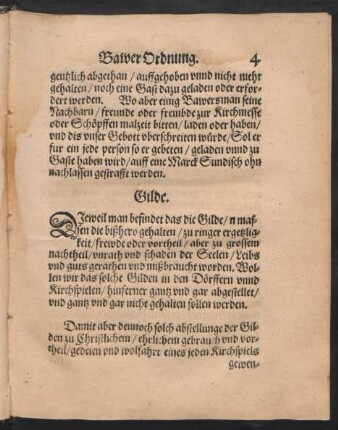 Bawer Ordnung. 4
gentzlich abgethan / auffgehoben vnnd nicht mehr
gehalten / noch eine Gast dazu geladen oder erfor-
dert werden. Wo aber einig Bawersman seine
Nachbarn / freunde oder frembde zur Kirchmesse
oder Schöpffen malzeit bitten / laden oder haben /
vnd dis vnser Gebott vberschreiten würde / Sol er
fur ein jede person so er gebeten / geladen vnnd zu
Gaste haben wird / auff eine Marck Sundisch ohn
nachlassen gestrafft werden.
Gilde.
DJeweil man befindet das die Gilde / n maß-
sen die bißhero gehalten / zu ringer ergetzlig-
keit / frewde oder vortheil / aber zu grossem
nachtheil / vnrath vnd schaden der Seelen / Leibs
vnd guts gerathen vnd mißbraucht worden. Wol-
len wir das solche Gilden in den Dörffern vnnd
Kirchspielen / hinferner gantz vnd gar abgestellet /
vnd gantz vnd gar nicht gehalten sollen werden.
Damit aber dennoch solch abstellunge der Gil-
den zu Christlichem / ehrlichem gebrauch vnd vor-
theil / gedeien vnd wolfahrt eines jeden Kirchspiels
gewen-